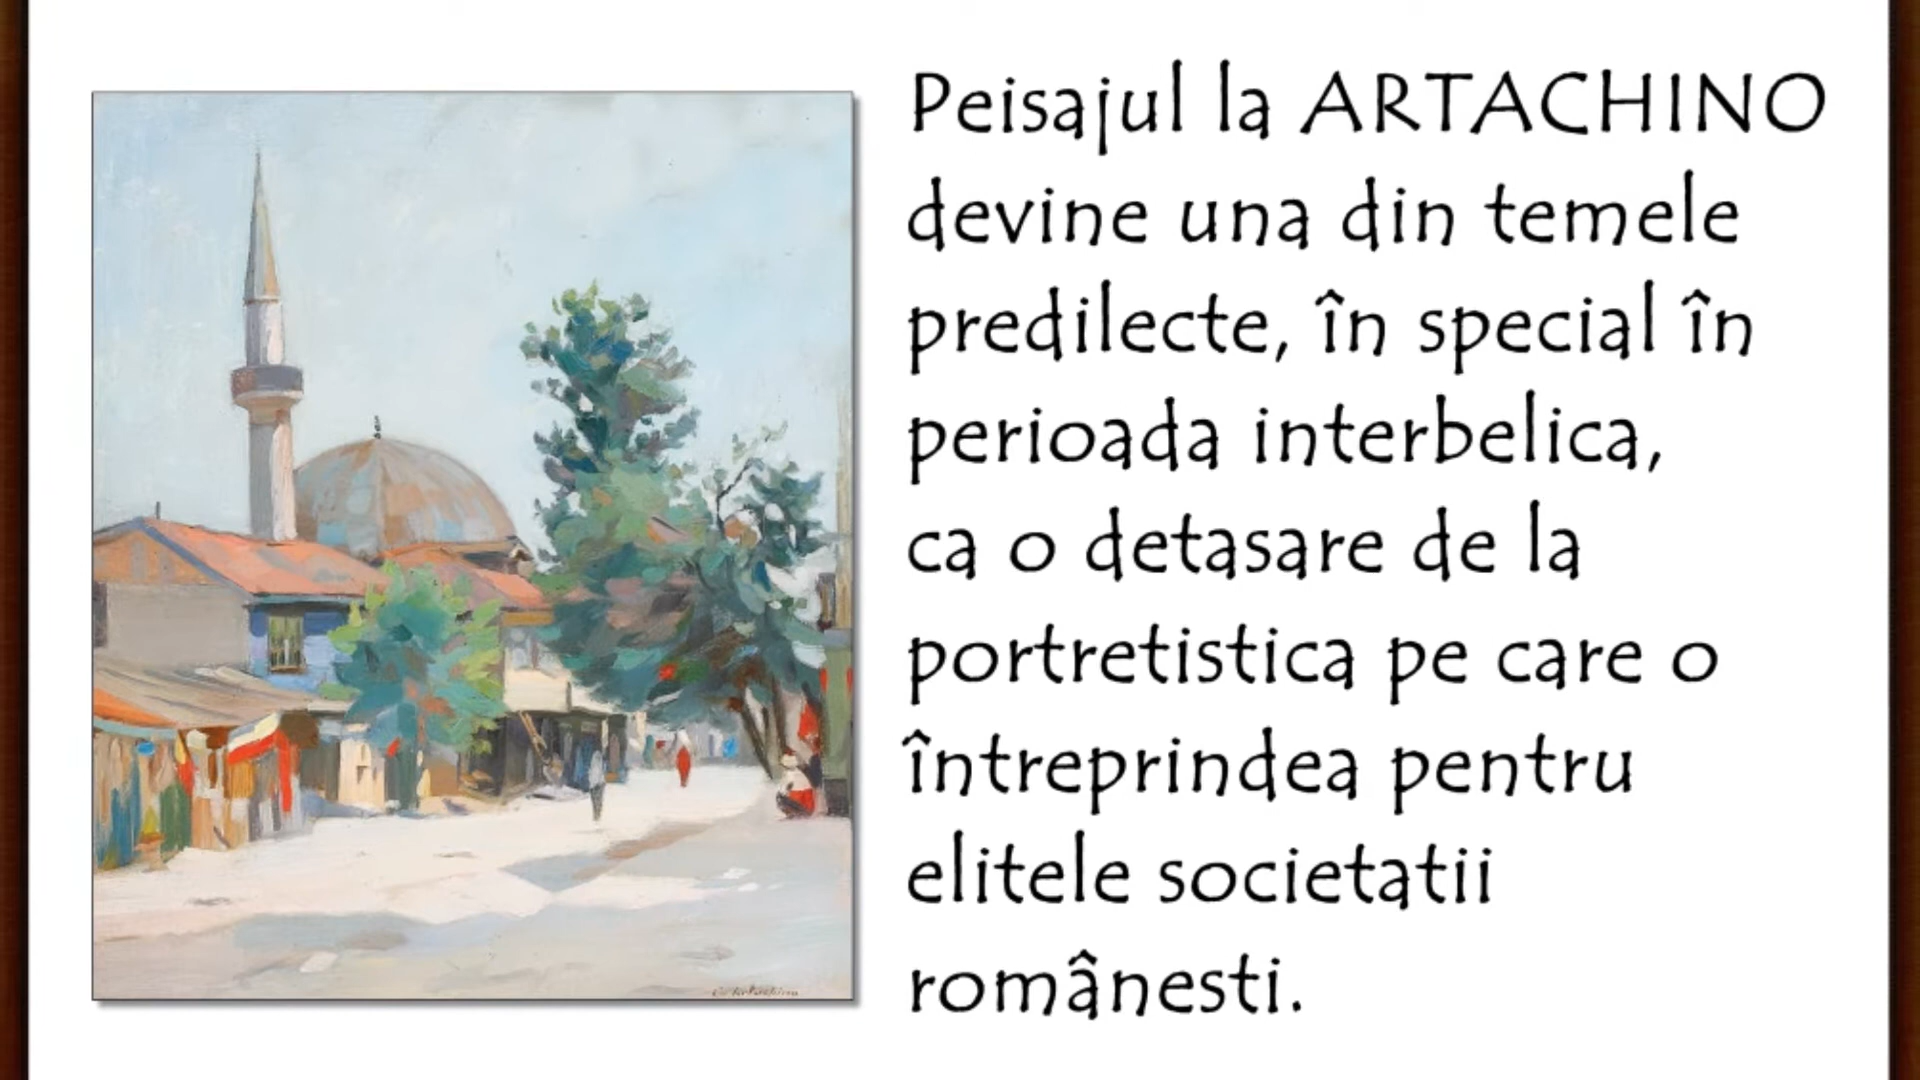 Peisajul la ARTACHINO
devine una din temele
predilecte, în special în
perioada interbelica,
ca o detasare de la
portretistica pe care o
întreprindea pentru
elitele societatii
românesti.